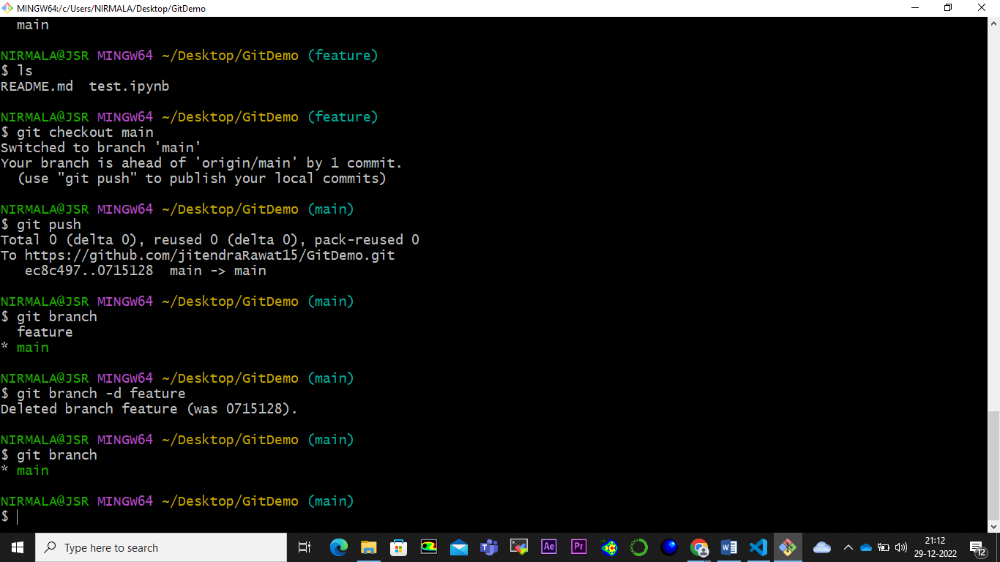 MINGW64:/c/Users/NIRMALA/Desktop/GitDemo
  main
NIRMALA@JSR MINGW64 ~/Desktop/GitDemo (feature)
$ ls
README.md  test.ipynb
NIRMALA@JSR MINGW64 ~/Desktop/GitDemo (feature)
$ git checkout main
Switched to branch 'main'
Your branch is ahead of 'origin/main' by 1 commit.
  (use "git push" to publish your local commits)
NIRMALA@JSR MINGW64 ~/Desktop/GitDemo (main)
$ git push
Total 0 (delta 0), reused 0 (delta 0), pack-reused 0
To https://github.com/jitendraRawat15/GitDemo.git
   ec8c497..0715128  main -> main
NIRMALA@JSR MINGW64 ~/Desktop/GitDemo (main)
$ git branch
  feature
* main
NIRMALA@JSR MINGW64 ~/Desktop/GitDemo (main)
$ git branch -d feature
Deleted branch feature (was 0715128).
NIRMALA@JSR MINGW64 ~/Desktop/GitDemo (main)
$ git branch
* main
NIRMALA@JSR MINGW64 ~/Desktop/GitDemo (main)
$
Type here to search
Ae
Pr
21:12
29-12-2022
12